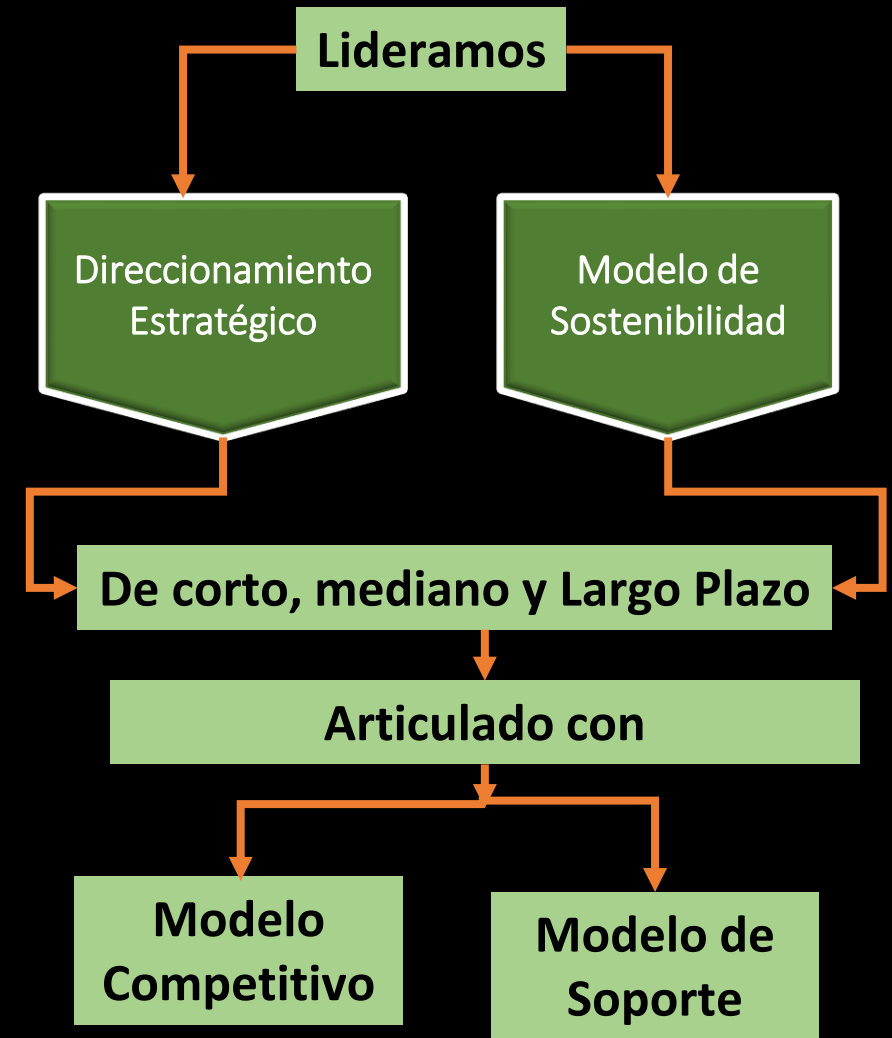 Lideramos
Direccionamiento
Estratégico
Modelo de
Sostenibilidad
De corto, mediano y Largo Plazo
Articulado con
Modelo
Competitivo
Modelo de
Soporte